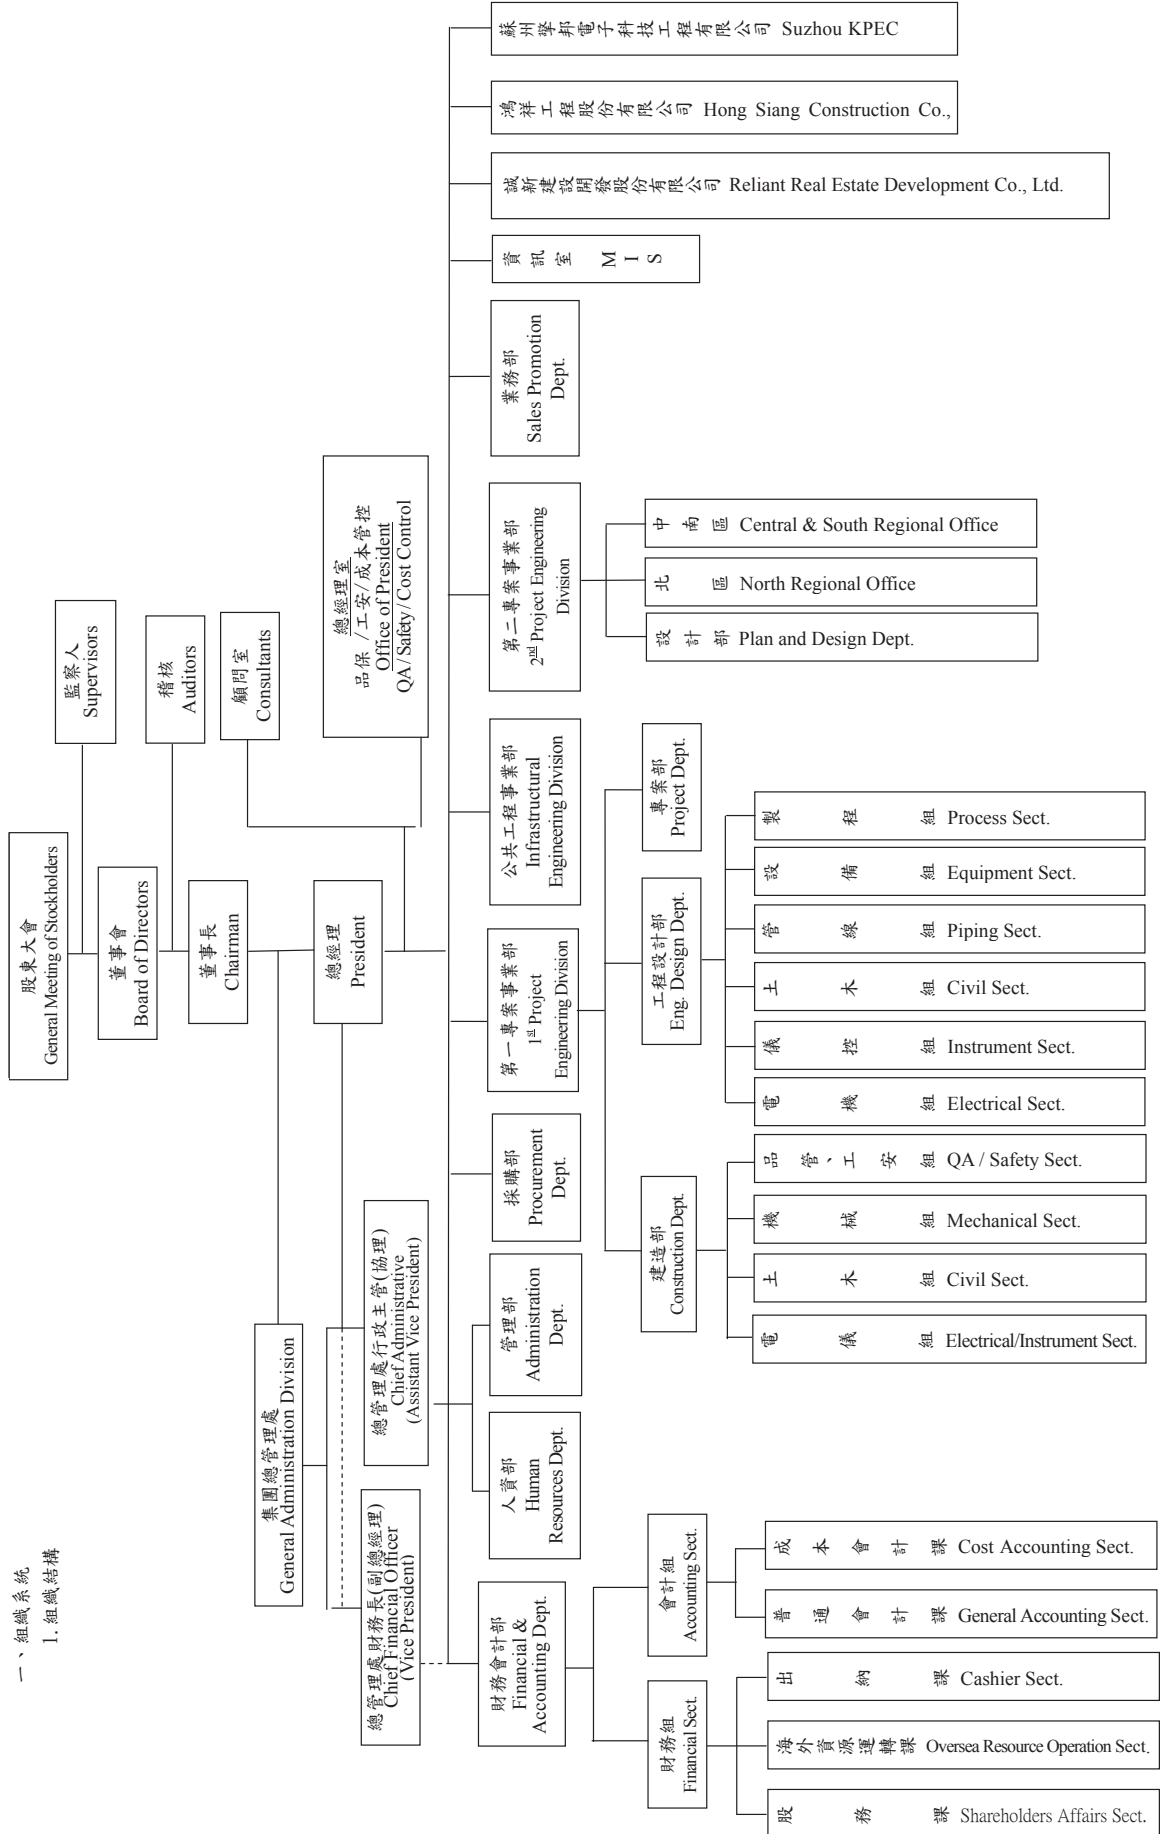 一、組織系統
1. 組織結構
股東大會
General Meeting of Stockholders
監察人
Supervisors
董事會
Board of Directors
稽核
Auditors
董事長
Chairman
顧問室
Consultants
集團總管理處
General Administration Division
總經理
President
總經理室
品保/工安/成本管控
Office of President
QA/Safety/Cost Control
總管理處財務長(副總經理)
Chief Financial Officer
(Vice President)
總管理處行政主管(協理)
Chief Administrative
(Assistant Vice President)
財務會計部
Financial &
Accounting Dept.
人資部
Human
Resources Dept.
管理部
Administration
Dept.
採購部
Procurement
Dept.
第一專案事業部
1st Project
Engineering Division
公共工程事業部
Infrastructural
Engineering Division
第二專案事業部
2nd Project Engineering
Division
業務部
Sales Promotion
Dept.
資訊室 MIS
誠新建設開發股份有限公司 Reliant Real Estate Development Co., Ltd.
鴻祥工程股份有限公司 Hong Siang Construction Co.,
蘇州擎邦電子科技工程有限公司 Suzhou KPEC
財務組
Financial Sect.
會計組
Accounting Sect.
建造部
Construction Dept.
工程設計部
Eng. Design Dept.
專案部
Project Dept.
設計部 Plan and Design Dept.
北區 North Regional Office
中南區 Central & South Regional Office
股務課 Shareholders Affairs Sect.
海外資源運轉課 Oversea Resource Operation Sect.
出納課 Cashier Sect.
普通會計課 General Accounting Sect.
成本會計課 Cost Accounting Sect.
電儀組 Electrical/Instrument Sect.
土木組 Civil Sect.
機械組 Mechanical Sect.
品管、工安組 QA / Safety Sect.
電機組 Electrical Sect.
儀控組 Instrument Sect.
土木組 Civil Sect.
管線組 Piping Sect.
設備組 Equipment Sect.
製程組 Process Sect.